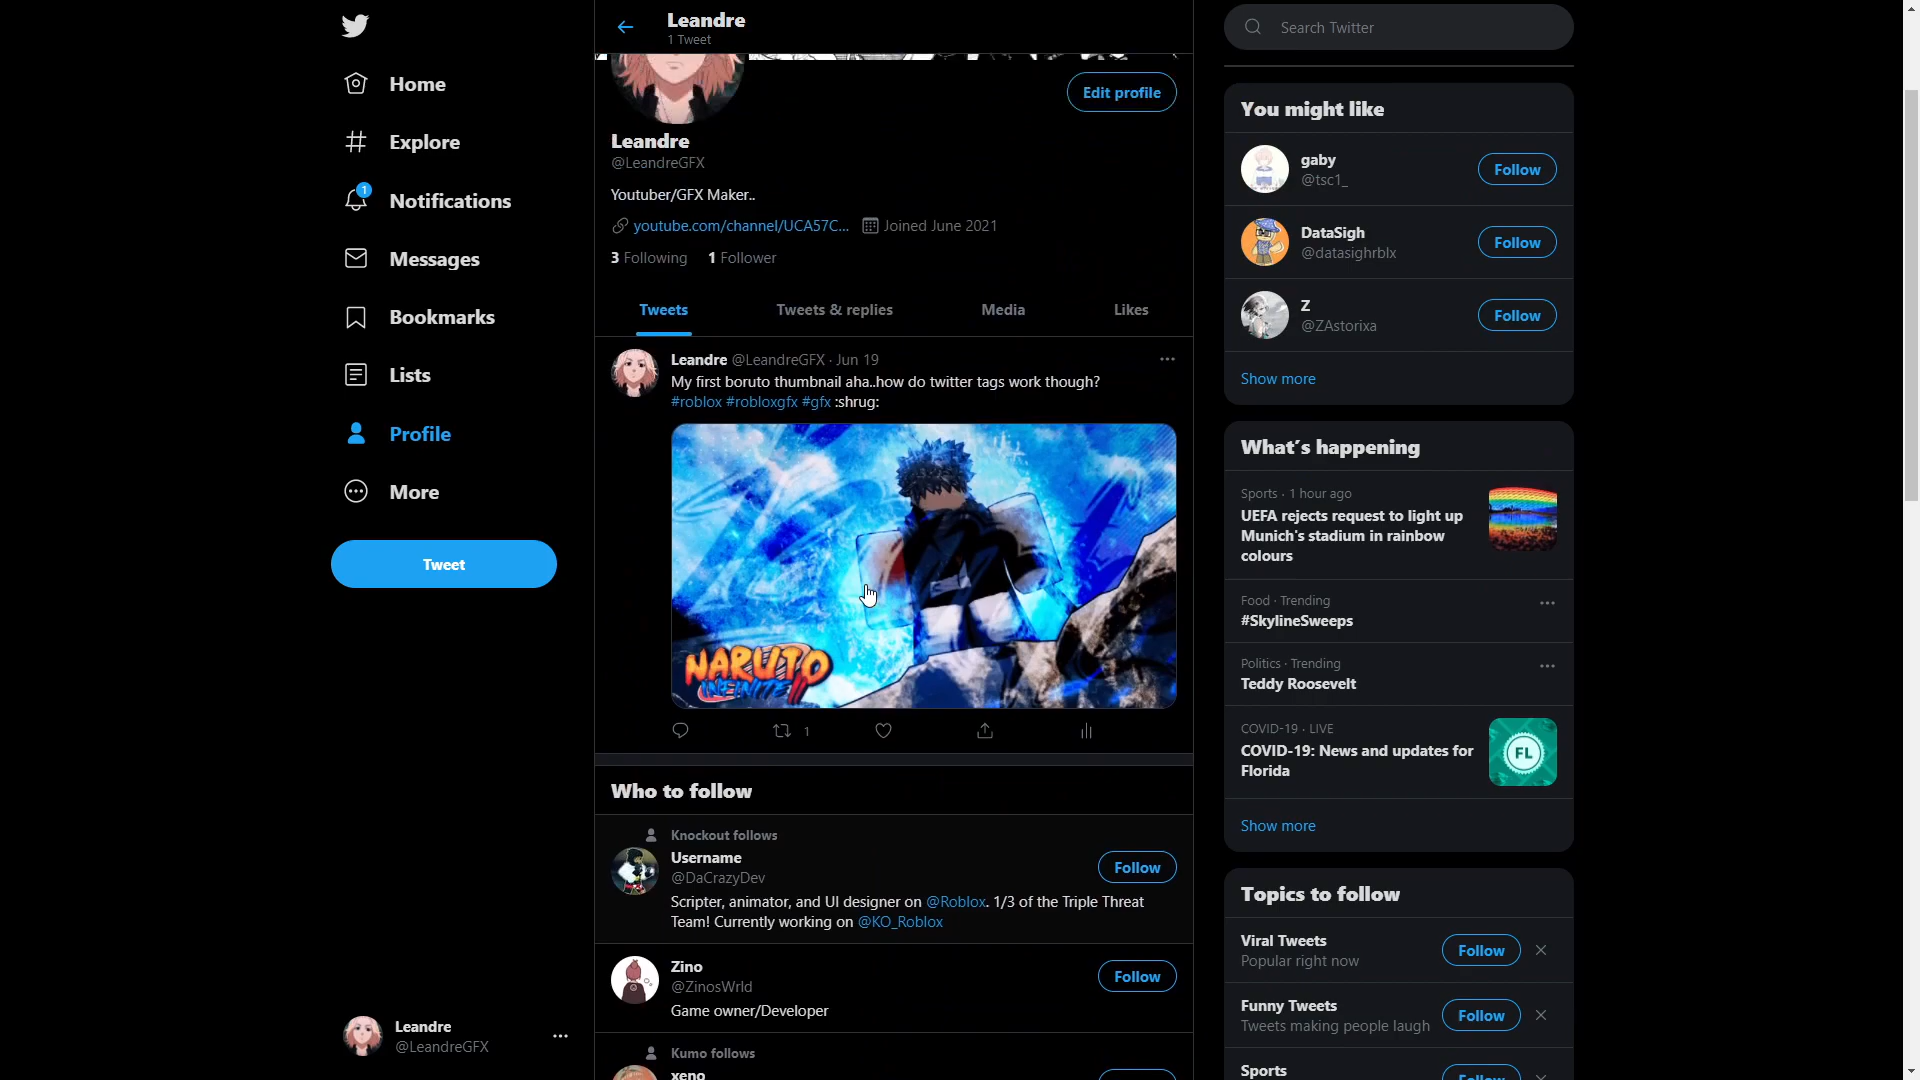 Home
Explore
1
Notifications
Messages
Bookmarks
Lists
Profile
More
Tweet
Leandre
@LeandreGFX
Leandre
1 Tweet
Edit profile
Leandre
@LeandreGFX
Youtuber/GFX Maker..
youtube.com/channel/UCA57C... Joined June 2021
3 Following 1 Follower
Tweets Tweets & replies Media Likes
Leandre @LeandreGFX · Jun 19
My first boruto thumbnail aha..how do twitter tags work though?
#roblox #robloxgfx #gfx :shrug:
NARUTO
INFINITE II
1
Who to follow
Knockout follows
Username
@DaCrazyDev
Follow
Scripter, animator, and UI designer on @Roblox. 1/3 of the Triple Threat
Team! Currently working on @KO_Roblox
Zino
@ZinosWrld
Follow
Game owner/Developer
Kumo follows
xeno
Search Twitter
You might like
gaby
@tsc1_
Follow
DataSigh
@datasighrblx
Follow
Z
@ZAstorixa
Follow
Show more
What's happening
Sports · 1 hour ago
UEFA rejects request to light up
Munich's stadium in rainbow
colours
Food · Trending
#SkylineSweeps
Politics · Trending
Teddy Roosevelt
COVID-19 · LIVE
COVID-19: News and updates for
Florida
FL
Show more
Topics to follow
Viral Tweets
Popular right now
Follow
Funny Tweets
Tweets making people laugh
Follow
Sports
Follow